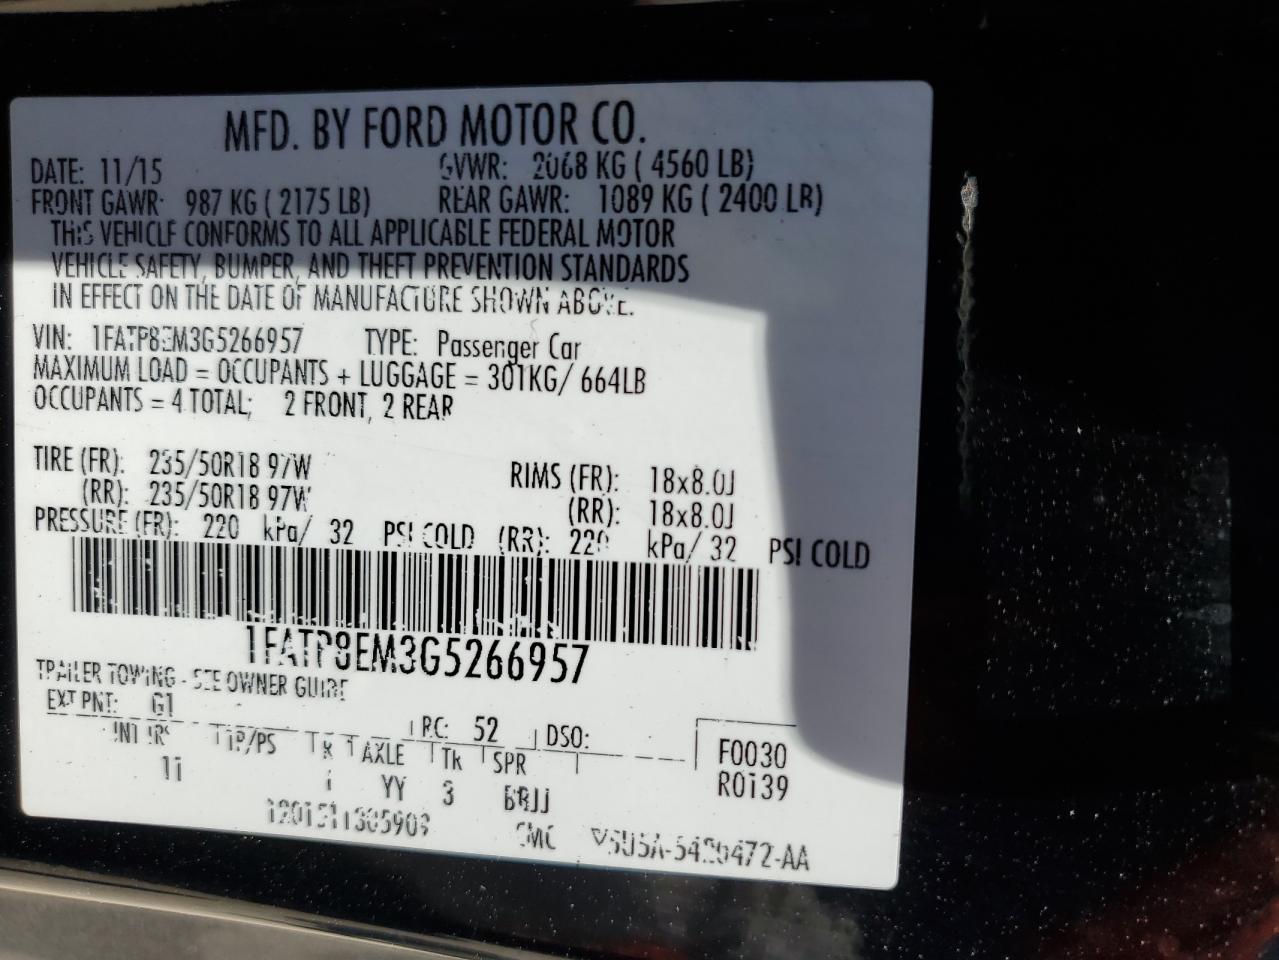 MFD. BY FORD MOTOR CO.
DATE: 11/15 GVWR: 2068 KG ( 4560 LB)
FRONT GAWR: 987 KG ( 2175 LB) REAR GAWR: 1089 KG ( 2400 LB)
THIS VEHICLE CONFORMS TO ALL APPLICABLE FEDERAL MOTOR
VEHICLE SAFETY, BUMPER, AND THEFT PREVENTION STANDARDS
IN EFFECT ON THE DATE OF MANUFACTURE SHOWN ABOVE.
VIN: 1FATP8EM3G5266957 TYPE: Passenger Car
MAXIMUM LOAD = OCCUPANTS + LUGGAGE = 301KG/ 664LB
OCCUPANTS = 4 TOTAL; 2 FRONT, 2 REAR
TIRE (FR): 235/50R18 97W RIMS (FR): 18x8.0J
(RR): 235/50R18 97W (RR): 18x8.0J
PRESSURE (FR): 220 kPa/ 32 PSI COLD (RR): 220 kPa/ 32 PSI COLD
1FATP8EM3G5266957
TRAILER TOWING - SEE OWNER GUIDE
EXT PNT: G1 RC: 52 DSO: F0030
INT TR TP/PS R AXLE TR SPR R0139
YY 3